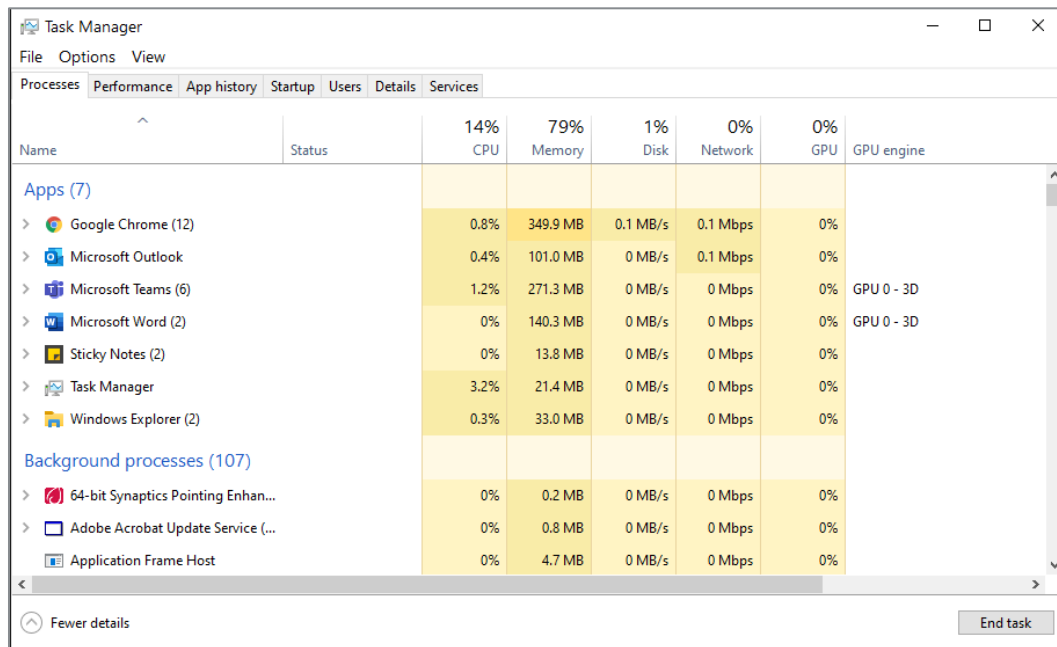 Task Manager
File Options View
Processes Performance App history Startup Users Details Services
14% 79% 1% 0% 0%
Name Status CPU Memory Disk Network GPU GPU engine
Apps (7)
Google Chrome (12) 0.8% 349.9 MB 0.1 MB/s 0.1 Mbps 0%
Microsoft Outlook 0.4% 101.0 MB 0 MB/s 0.1 Mbps 0%
Microsoft Teams (6) 1.2% 271.3 MB 0 MB/s 0 Mbps 0% GPU 0 - 3D
Microsoft Word (2) 0% 140.3 MB 0 MB/s 0 Mbps 0% GPU 0 - 3D
Sticky Notes (2) 0% 13.8 MB 0 MB/s 0 Mbps 0%
Task Manager 3.2% 21.4 MB 0 MB/s 0 Mbps 0%
Windows Explorer (2) 0.3% 33.0 MB 0 MB/s 0 Mbps 0%
Background processes (107)
64-bit Synaptics Pointing Enhan... 0% 0.2 MB 0 MB/s 0 Mbps 0%
Adobe Acrobat Update Service (... 0% 0.8 MB 0 MB/s 0 Mbps 0%
Application Frame Host 0% 4.7 MB 0 MB/s 0 Mbps 0%
Fewer details End task